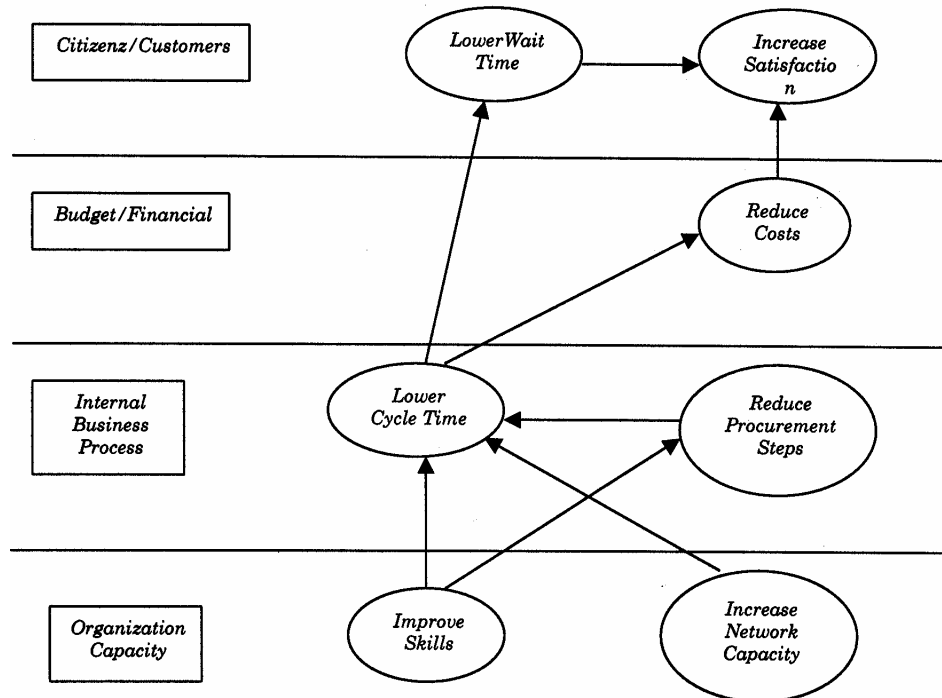 Citizenz/Customers
LowerWait
Time
Increase
Satisfactio
n
Budget/Financial
Reduce
Costs
Internal
Business
Process
Lower
Cycle Time
Reduce
Procurement
Steps
Organization
Capacity
Improve
Skills
Increase
Network
Capacity